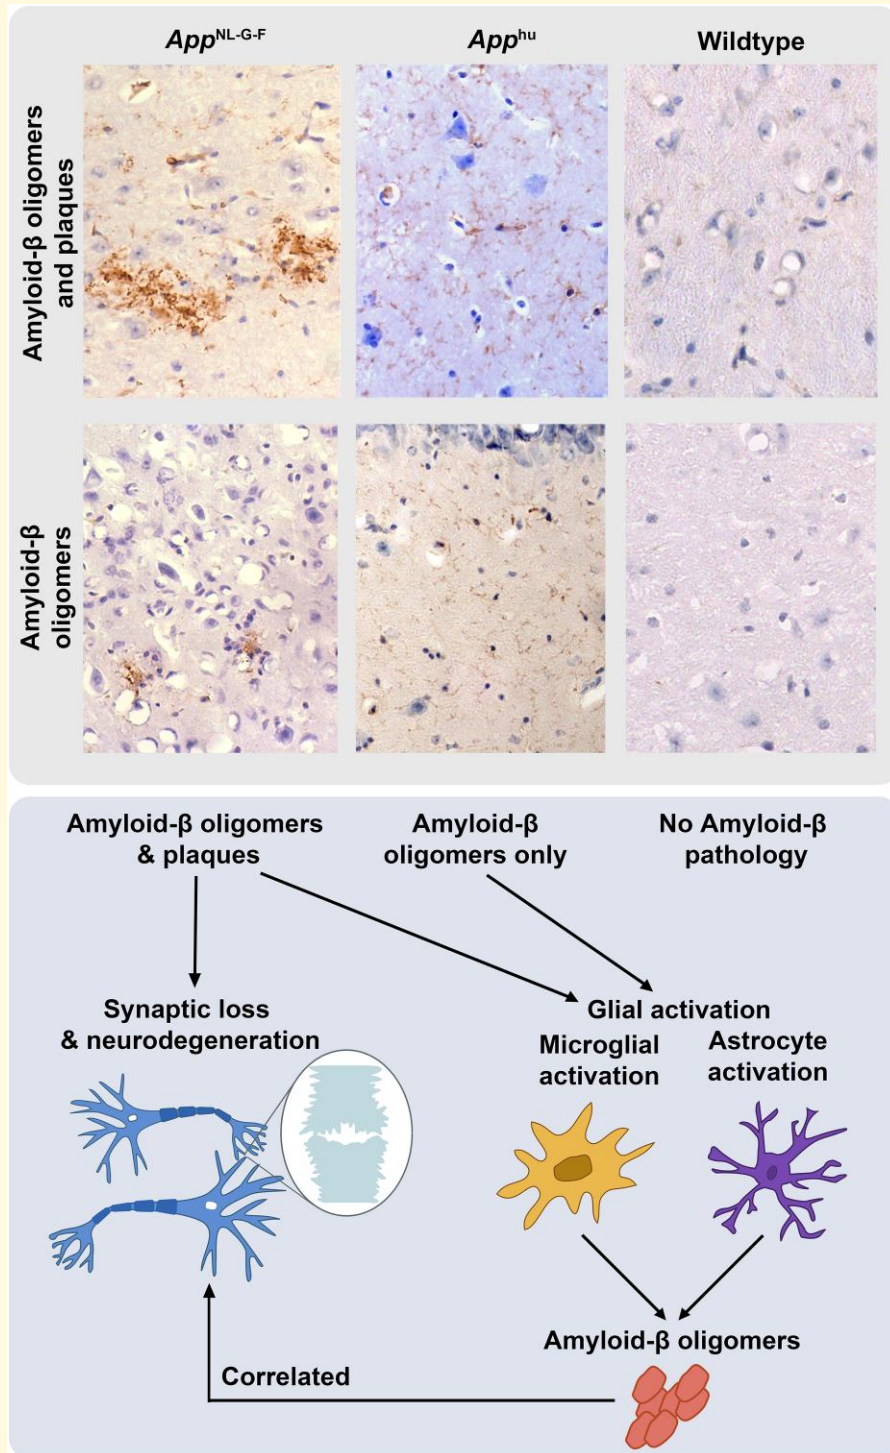 App^NL-G-F App^hu Wildtype
Amyloid-β oligomers
and plaques
Amyloid-β
oligomers
Amyloid-β oligomers
& plaques
Amyloid-β
oligomers only
No Amyloid-β
pathology
Synaptic loss
& neurodegeneration
Glial activation
Microglial
activation
Astrocyte
activation
Amyloid-β oligomers
Correlated